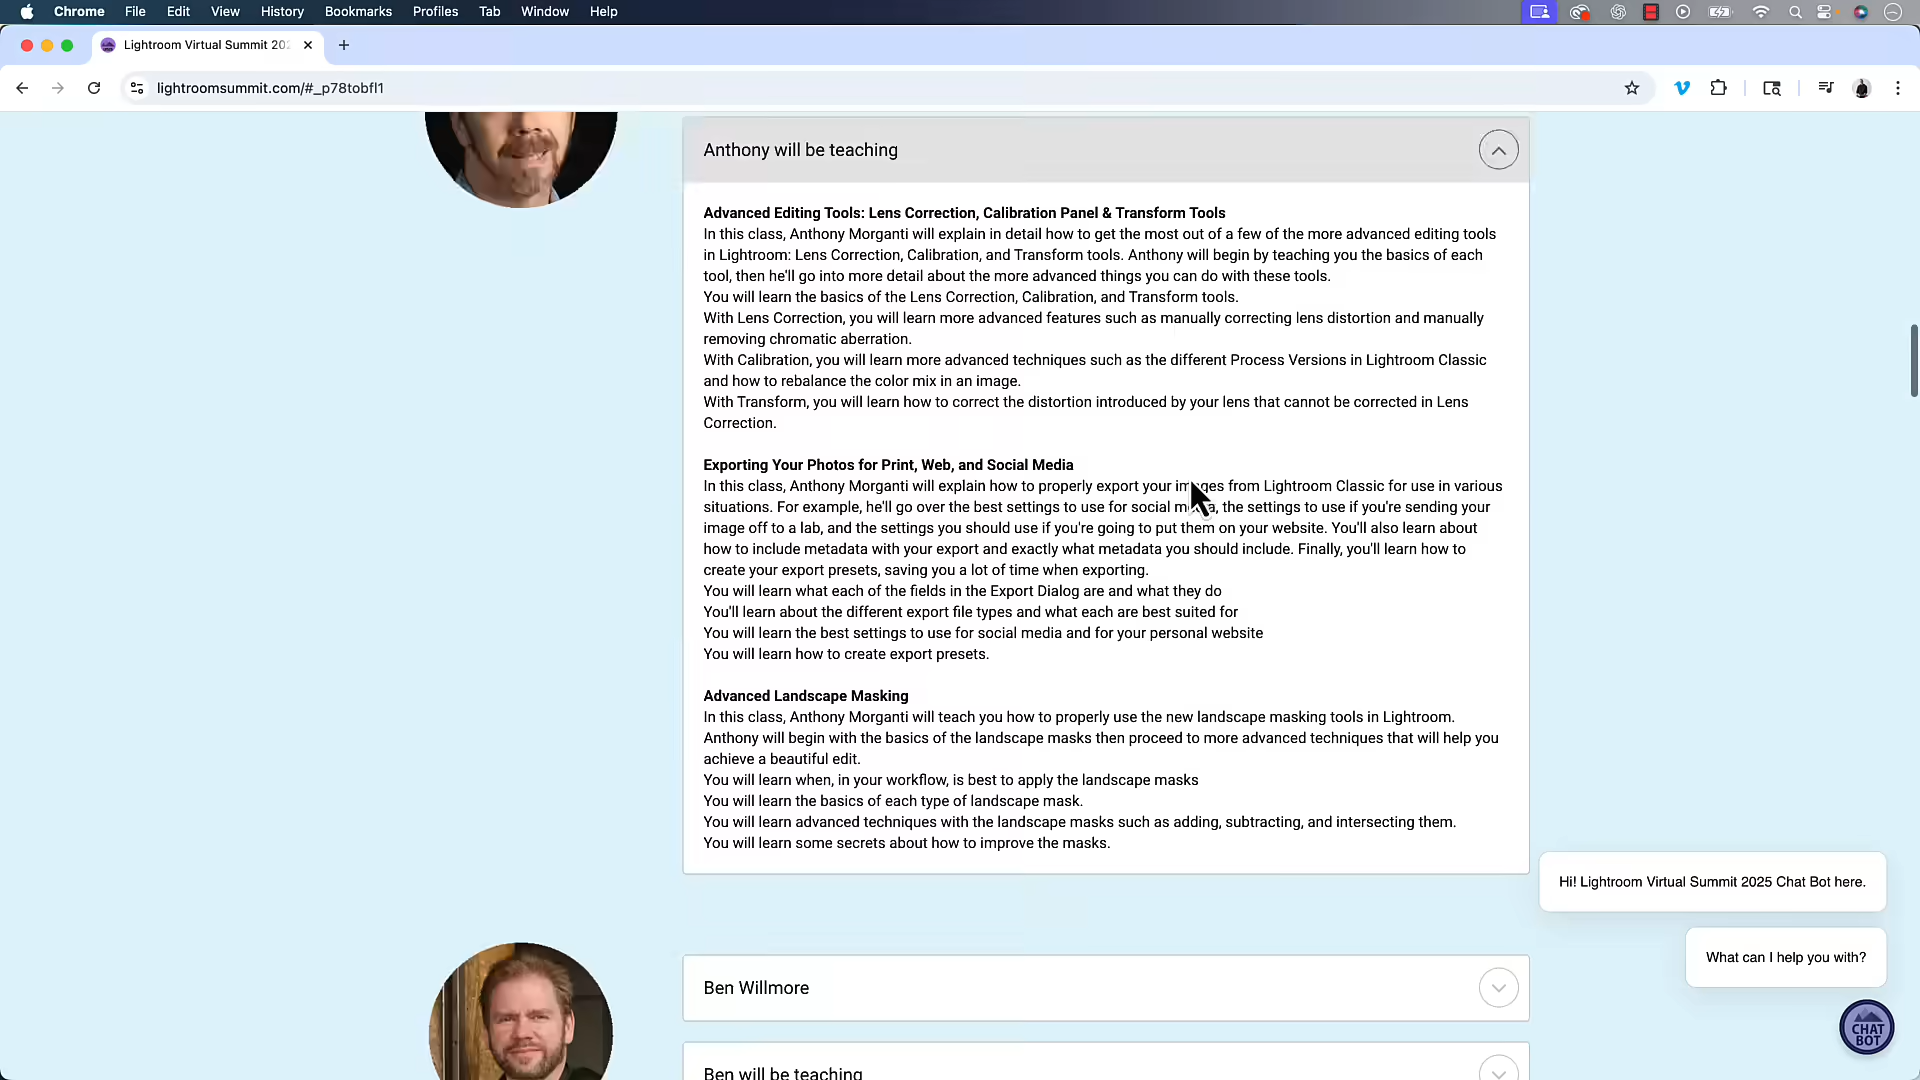 Chrome File Edit View History Bookmarks Profiles Tab Window Help
Lightroom Virtual Summit 202
lightroomsummit.com/#_p78tobfl1
Anthony will be teaching
Advanced Editing Tools: Lens Correction, Calibration Panel & Transform Tools
In this class, Anthony Morganti will explain in detail how to get the most out of a few of the more advanced editing tools
in Lightroom: Lens Correction, Calibration, and Transform tools. Anthony will begin by teaching you the basics of each
tool, then he'll go into more detail about the more advanced things you can do with these tools.
You will learn the basics of the Lens Correction, Calibration, and Transform tools.
With Lens Correction, you will learn more advanced features such as manually correcting lens distortion and manually
removing chromatic aberration.
With Calibration, you will learn more advanced techniques such as the different Process Versions in Lightroom Classic
and how to rebalance the color mix in an image.
With Transform, you will learn how to correct the distortion introduced by your lens that cannot be corrected in Lens
Correction.
Exporting Your Photos for Print, Web, and Social Media
In this class, Anthony Morganti will explain how to properly export your images from Lightroom Classic for use in various
situations. For example, he'll go over the best settings to use for social media, the settings to use if you're sending your
image off to a lab, and the settings you should use if you're going to put them on your website. You'll also learn about
how to include metadata with your export and exactly what metadata you should include. Finally, you'll learn how to
create your export presets, saving you a lot of time when exporting.
You will learn what each of the fields in the Export Dialog are and what they do
You'll learn about the different export file types and what each are best suited for
You will learn the best settings to use for social media and for your personal website
You will learn how to create export presets.
Advanced Landscape Masking
In this class, Anthony Morganti will teach you how to properly use the new landscape masking tools in Lightroom.
Anthony will begin with the basics of the landscape masks then proceed to more advanced techniques that will help you
achieve a beautiful edit.
You will learn when, in your workflow, is best to apply the landscape masks
You will learn the basics of each type of landscape mask.
You will learn advanced techniques with the landscape masks such as adding, subtracting, and intersecting them.
You will learn some secrets about how to improve the masks.
Hi! Lightroom Virtual Summit 2025 Chat Bot here.
What can I help you with?
Ben Willmore
CHAT
BOT
Ben will be teaching